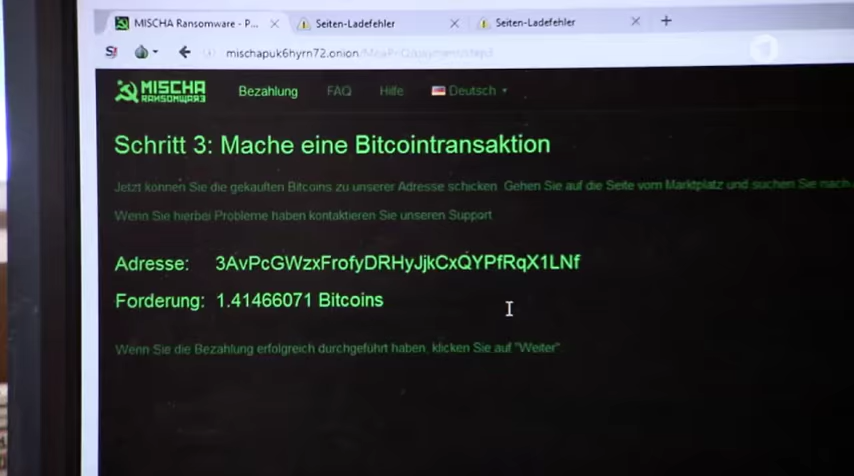 MISCHA Ransomware - P...
Seiten-Ladefehler
Seiten-Ladefehler
mischapuk6hyrn72.onion/
MISCHA
RANSOMWAR3
Bezahlung
FAQ
Hilfe
Deutsch
Schritt 3: Mache eine Bitcointransaktion
Jetzt können Sie die gekauften Bitcoins zu unserer Adresse schicken. Gehen Sie auf die Seite vom Marktplatz und suchen Sie nach
Wenn Sie hierbei Probleme haben kontaktieren Sie unseren Support
Adresse: 3AvPcGWzxFrofyDRHyJjkCxQYPfRqX1LNf
Forderung: 1.41466071 Bitcoins
Wenn Sie die Bezahlung erfolgreich durchgeführt haben, klicken Sie auf "Weiter".